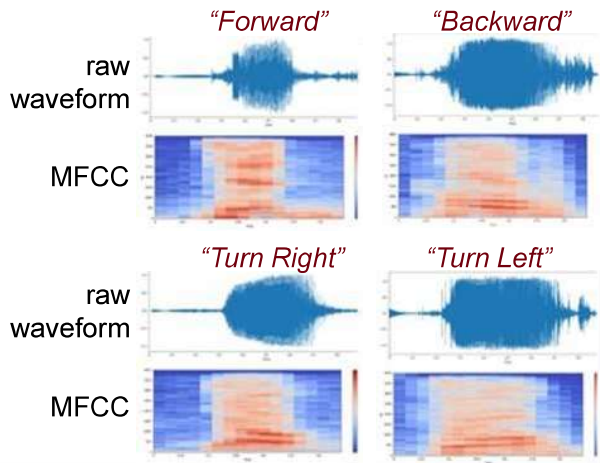 “Forward” “Backward”
raw
waveform
MFCC
“Turn Right” “Turn Left”
raw
waveform
MFCC